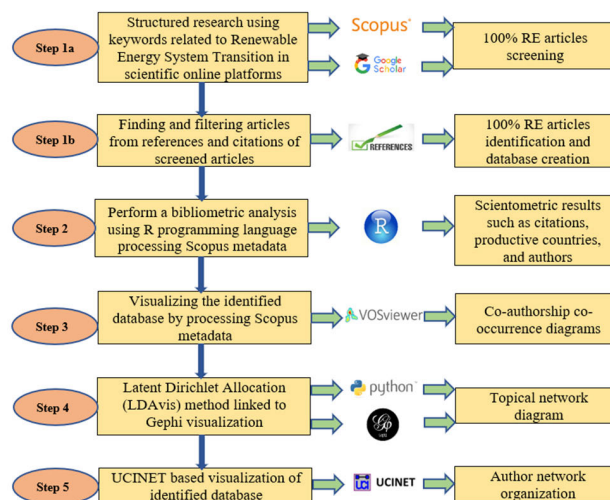 Step 1a
Structured research using
keywords related to Renewable
Energy System Transition in
scientific online platforms
Scopus®
Google
Scholar
100% RE articles
screening
Step 1b
Finding and filtering articles
from references and citations of
screened articles
REFERENCES
100% RE articles
identification and
database creation
Step 2
Perform a bibliometric analysis
using R programming language
processing Scopus metadata
R
Scientometric results
such as citations,
productive countries,
and authors
Step 3
Visualizing the identified
database by processing Scopus
metadata
VOSviewer
Co-authorship co-
occurrence diagrams
Step 4
Latent Dirichlet Allocation
(LDAvis) method linked to
Gephi visualization
python™
Topical network
diagram
Step 5
UCINET based visualization of
identified database
UCINET
Author network
organization